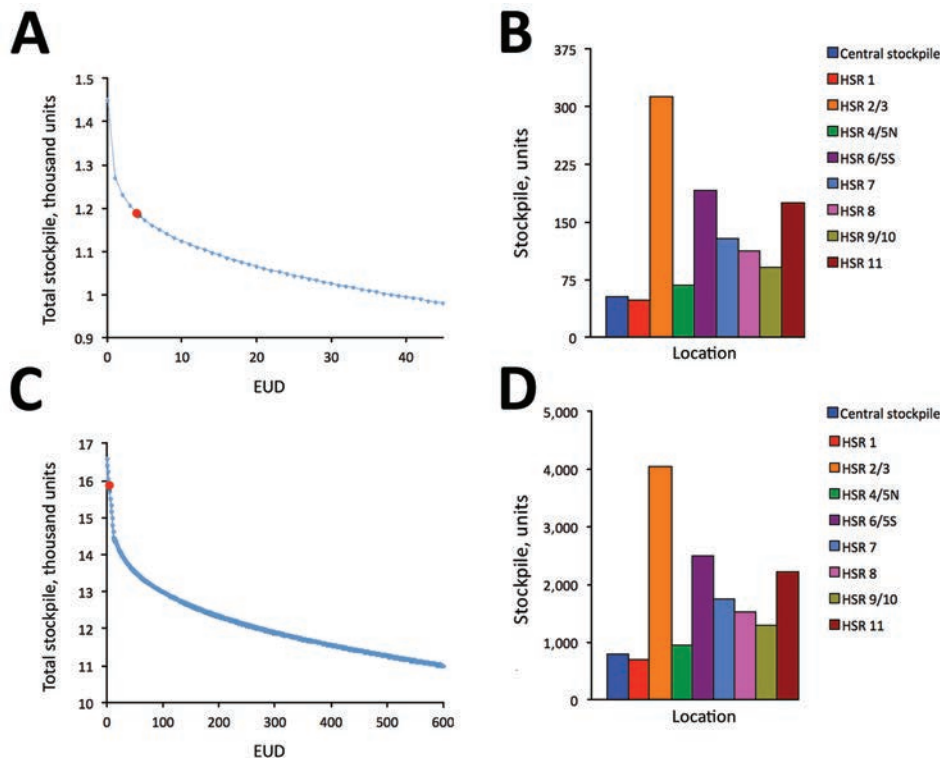 A
Total stockpile, thousand units
1.5
1.4
1.3
1.2
1.1
1
0.9
0
10
20
30
40
EUD
B
Stockpile, units
375
300
225
150
75
0
Location
Central stockpile
HSR 1
HSR 2/3
HSR 4/5N
HSR 6/5S
HSR 7
HSR 8
HSR 9/10
HSR 11
C
Total stockpile, thousand units
17
16
15
14
13
12
11
10
0
100
200
300
400
500
600
EUD
D
Stockpile, units
5,000
4,000
3,000
2,000
1,000
0
Location
Central stockpile
HSR 1
HSR 2/3
HSR 4/5N
HSR 6/5S
HSR 7
HSR 8
HSR 9/10
HSR 11